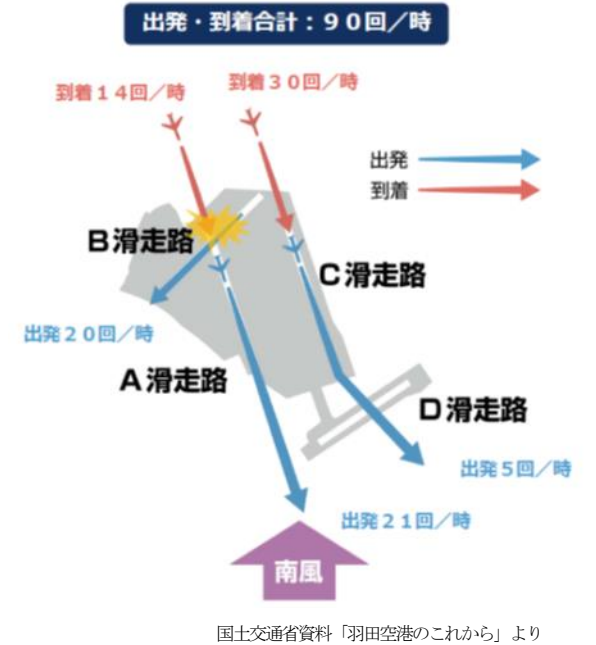 出発・到着合計：９０回／時
到着１４回／時
到着３０回／時
出発
到着
B滑走路
C滑走路
出発２０回／時
A滑走路
D滑走路
出発５回／時
出発２１回／時
南風
国土交通省資料「羽田空港のこれから」より